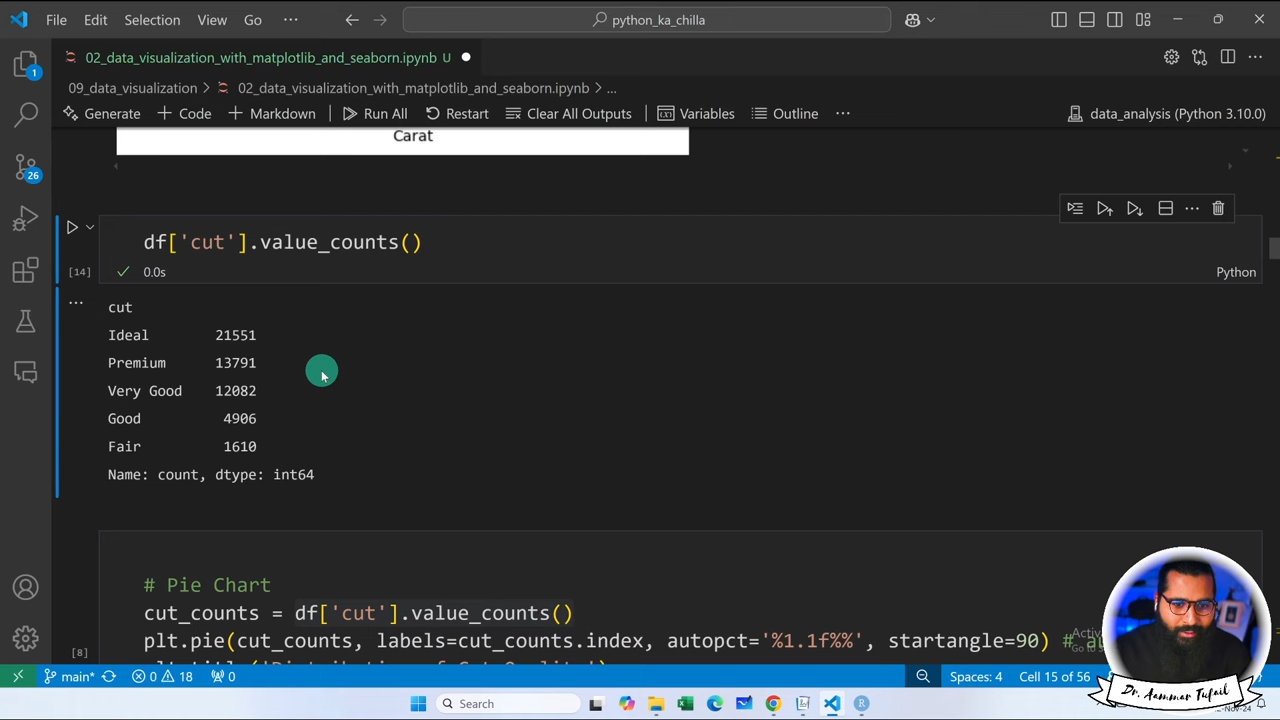 File Edit Selection View Go ··· python_ka_chilla
02_data_visualization_with_matplotlib_and_seaborn.ipynb U
09_data_visualization > 02_data_visualization_with_matplotlib_and_seaborn.ipynb > ...
Generate + Code + Markdown Run All Restart Clear All Outputs Variables Outline ··· data_analysis (Python 3.10.0)
1
Carat
26
df['cut'].value_counts()
[14] 0.0s Python
cut
Ideal 21551
Premium 13791
Very Good 12082
Good 4906
Fair 1610
Name: count, dtype: int64
# Pie Chart
cut_counts = df['cut'].value_counts()
plt.pie(cut_counts, labels=cut_counts.index, autopct='%1.1f%%', startangle=90) #
[8]
main* 0 18 0 Spaces: 4 Cell 15 of 56
Search
Dr. Aammar Tufail